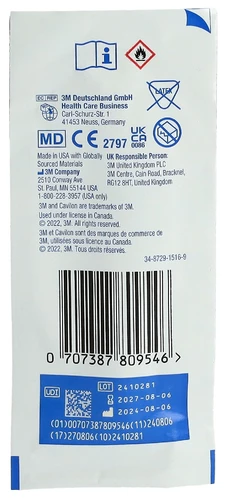 LATEX
EC REP 3M Deutschland GmbH
Health Care Business
Carl-Schurz-Str. 1
41453 Neuss, Germany
MD CE 2797 UK CA 0086
Made in USA with Globally
Sourced Materials
3M Company
2510 Conway Ave
St. Paul, MN 55144 USA
1-800-228-3957 (USA only)
UK Responsible Person:
3M United Kingdom PLC
3M Centre, Cain Road, Bracknell,
RG12 8HT, United Kingdom
3M and Cavilon are trademarks of 3M.
Used under license in Canada.
© 2022, 3M. All rights reserved.
3M et Cavilon sont des marques de commerce de
3M, utilisées sous licence au Canada.
© 2022, 3M. Tous droits réservés.
34-8729-1516-9
0 707387 809546 >
UDI
LOT 2410281
2027-08-06
2024-08-06
(01)00707387809546(11)240806
(17)270806(10)2410281